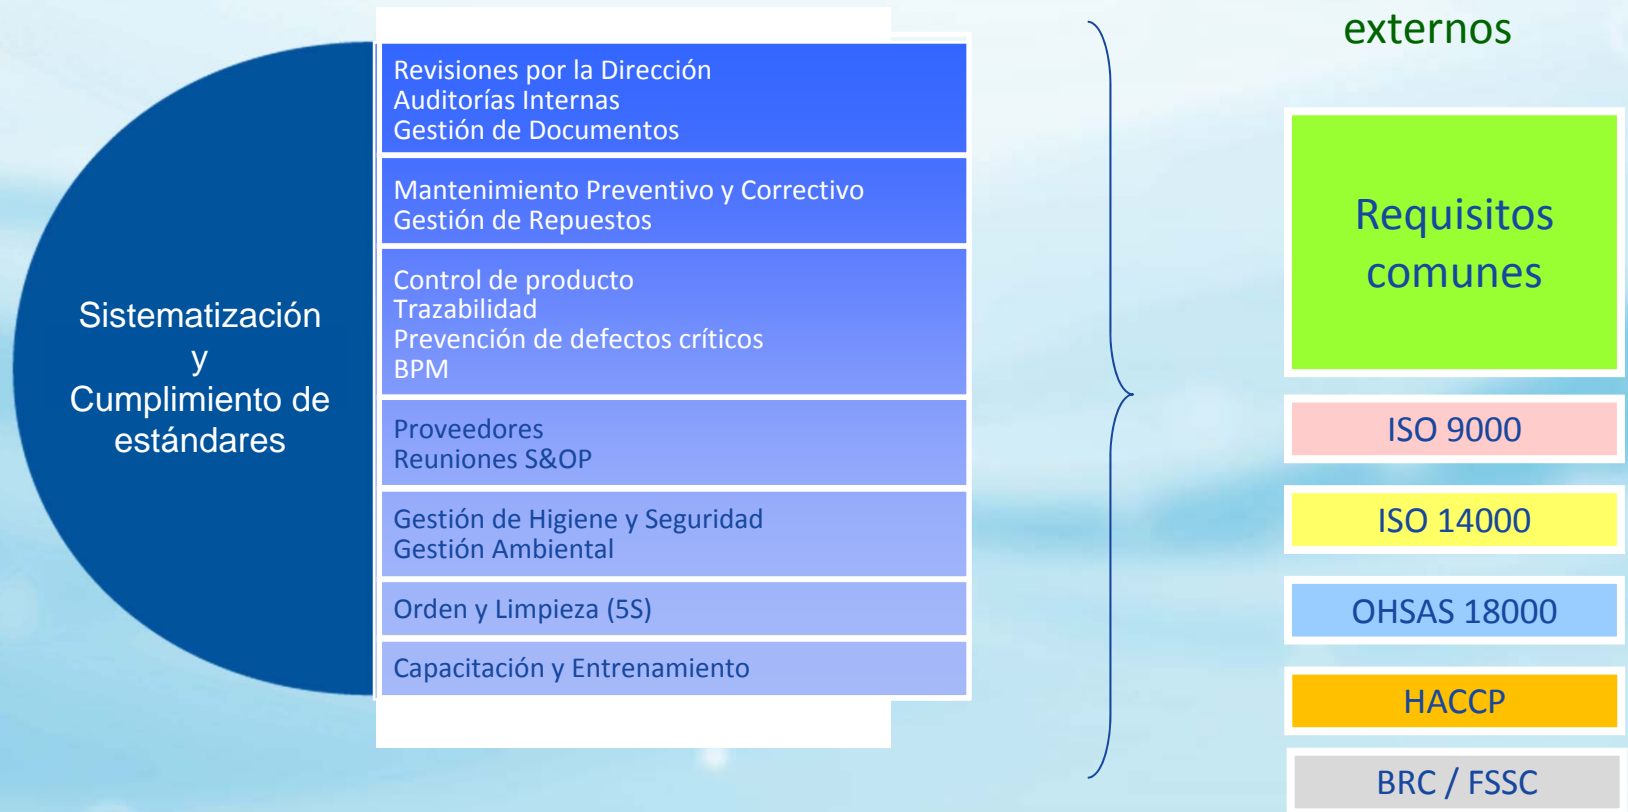 Sistematización
y
Cumplimiento de
estándares
Revisiones por la Dirección
Auditorías Internas
Gestión de Documentos
Mantenimiento Preventivo y Correctivo
Gestión de Repuestos
Control de producto
Trazabilidad
Prevención de defectos críticos
BPM
Proveedores
Reuniones S&OP
Gestión de Higiene y Seguridad
Gestión Ambiental
Orden y Limpieza (5S)
Capacitación y Entrenamiento
externos
Requisitos
comunes
ISO 9000
ISO 14000
OHSAS 18000
HACCP
BRC / FSSC